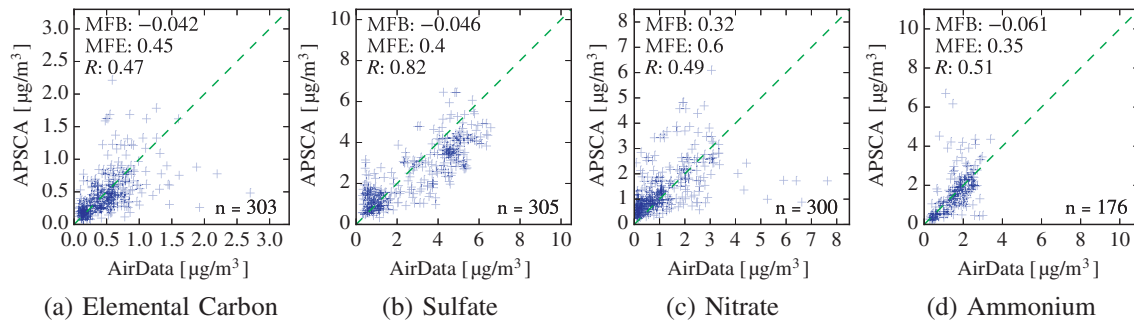 MFB: −0.042
MFE: 0.45
R: 0.47
3.0
2.5
2.0
1.5
1.0
0.5
0.0
APSCA [μg/m³]
n = 303
0.0 0.5 1.0 1.5 2.0 2.5 3.0
AirData [μg/m³]
(a) Elemental Carbon
MFB: −0.046
MFE: 0.4
R: 0.82
10
8
6
4
2
0
APSCA [μg/m³]
n = 305
0 2 4 6 8 10
AirData [μg/m³]
(b) Sulfate
MFB: 0.32
MFE: 0.6
R: 0.49
8
7
6
5
4
3
2
1
0
APSCA [μg/m³]
n = 300
0 1 2 3 4 5 6 7 8
AirData [μg/m³]
(c) Nitrate
MFB: −0.061
MFE: 0.35
R: 0.51
10
8
6
4
2
0
APSCA [μg/m³]
n = 176
0 2 4 6 8 10
AirData [μg/m³]
(d) Ammonium